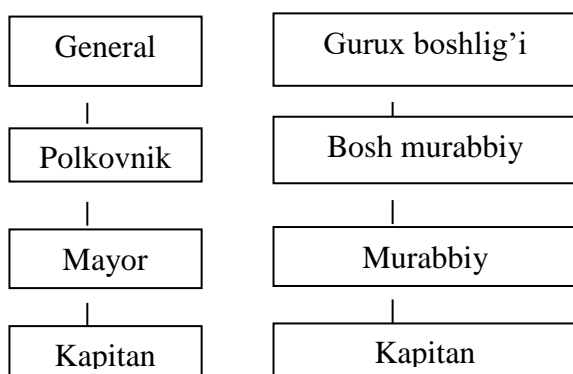 General
Polkovnik
Mayor
Kapitan
Gurux boshlig’i
Bosh murabbiy
Murabbiy
Kapitan